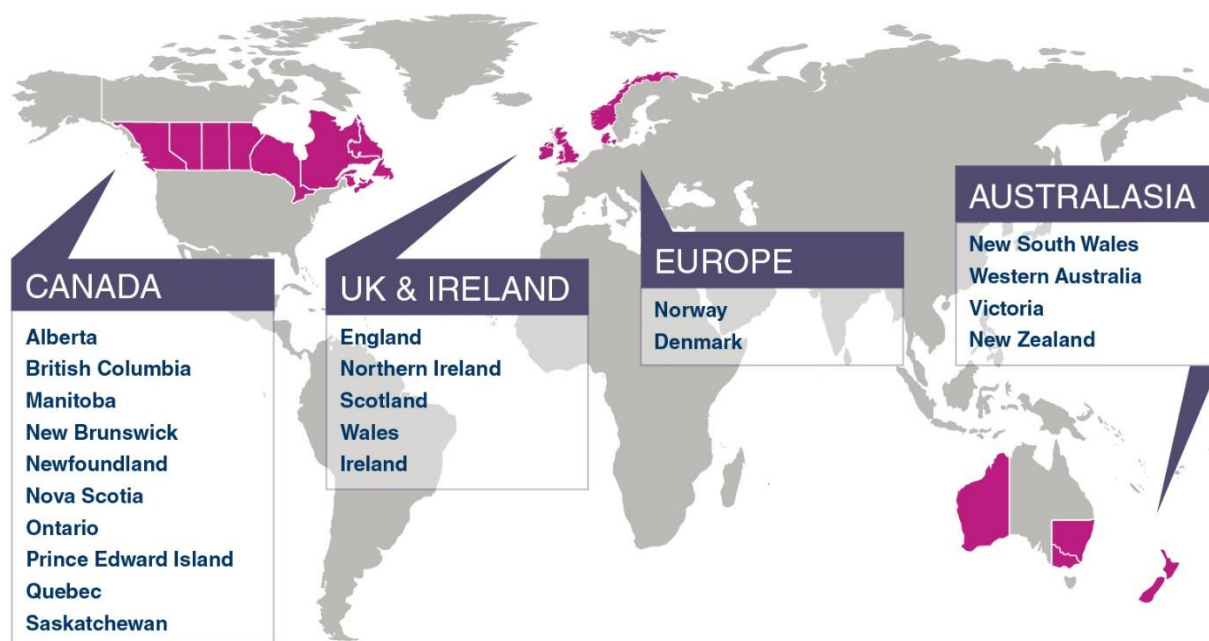 CANADA
Alberta
British Columbia
Manitoba
New Brunswick
Newfoundland
Nova Scotia
Ontario
Prince Edward Island
Quebec
Saskatchewan
UK & IRELAND
England
Northern Ireland
Scotland
Wales
Ireland
EUROPE
Norway
Denmark
AUSTRALASIA
New South Wales
Western Australia
Victoria
New Zealand